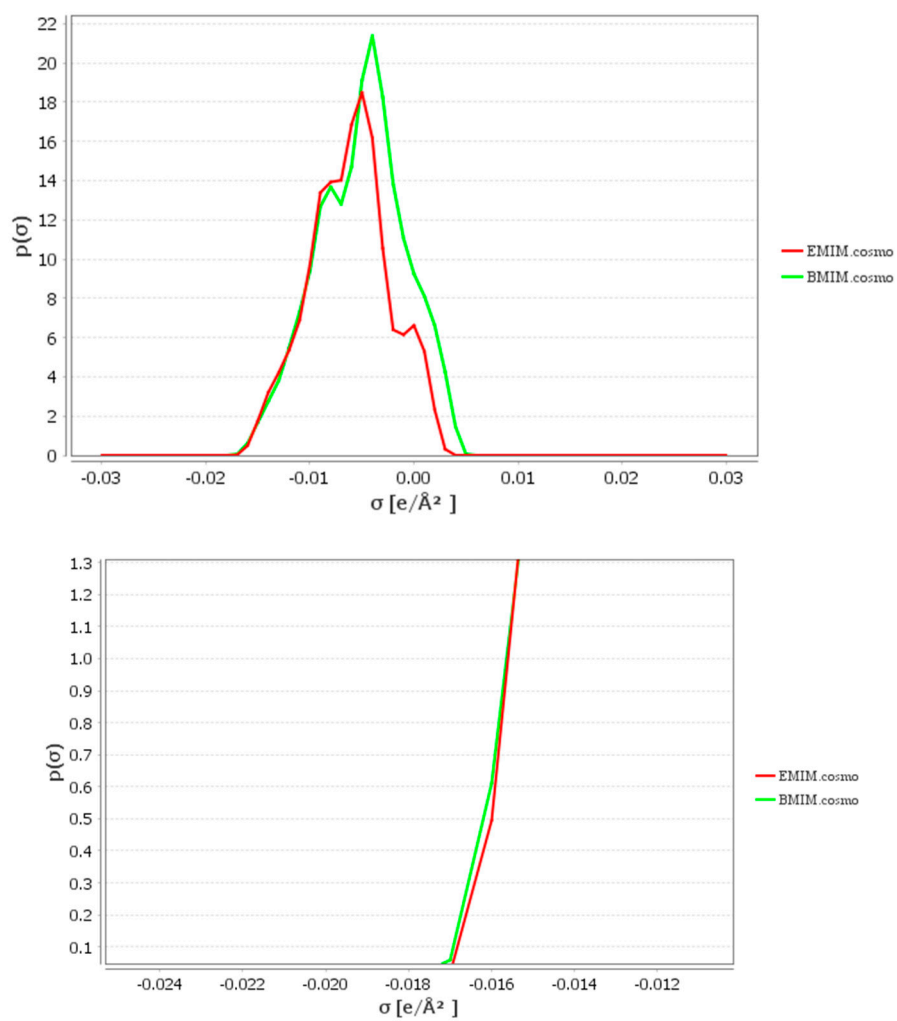 22
20
18
16
14
12
10
8
6
4
2
0
p(σ)
-0.03 -0.02 -0.01 0.00 0.01 0.02 0.03
σ [e/Å² ]
EMIM.cosmo
BMIM.cosmo
1.3
1.2
1.1
1.0
0.9
0.8
0.7
0.6
0.5
0.4
0.3
0.2
0.1
p(σ)
-0.024 -0.022 -0.020 -0.018 -0.016 -0.014 -0.012
σ [e/Å² ]
EMIM.cosmo
BMIM.cosmo